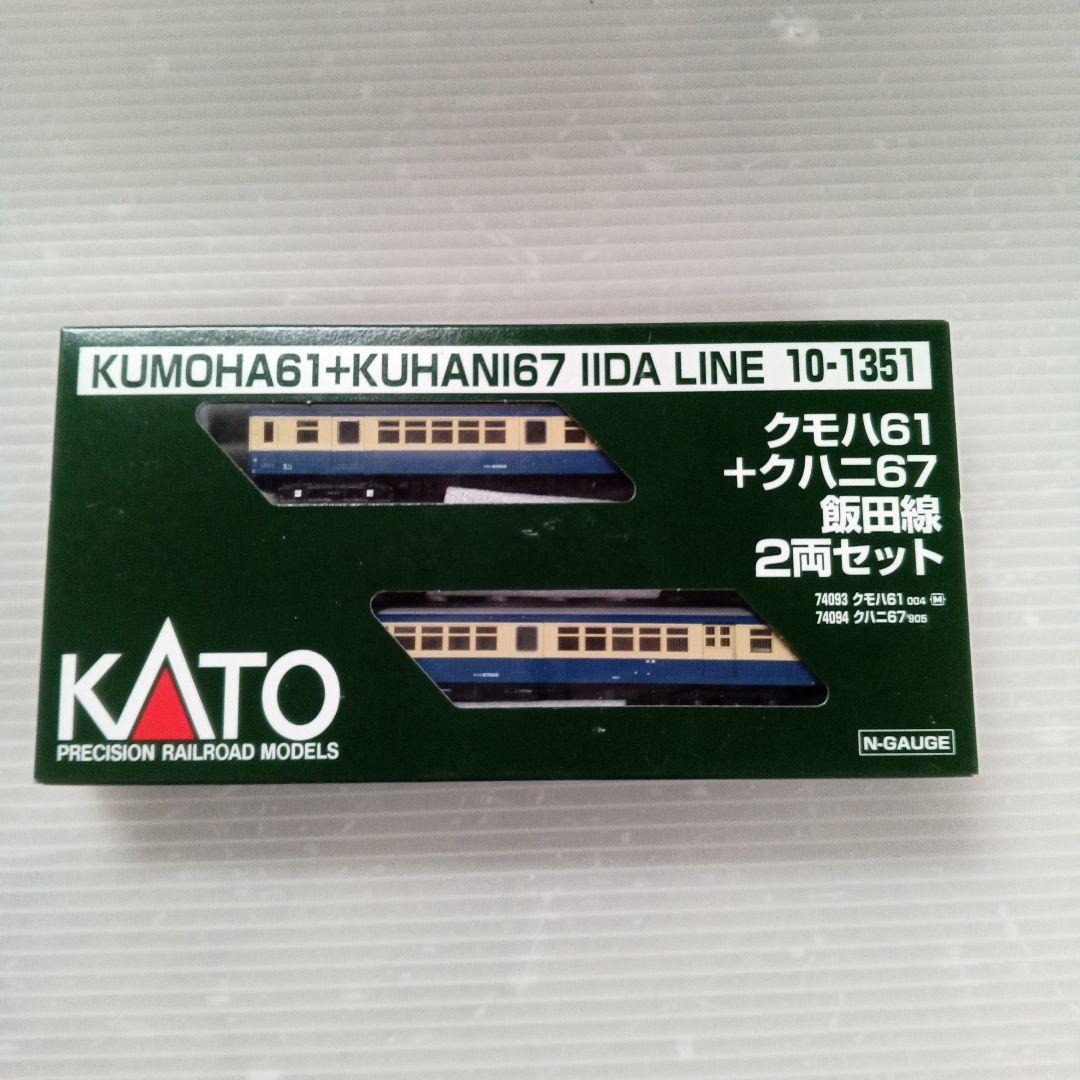 KUMOHA61+KUHANI67 IIDA LINE 10-1351
クモハ61
+クハニ67
飯田線
2両セット
74093 クモハ61 004 M
74094 クハニ67 905
KATO
PRECISION RAILROAD MODELS
N-GAUGE